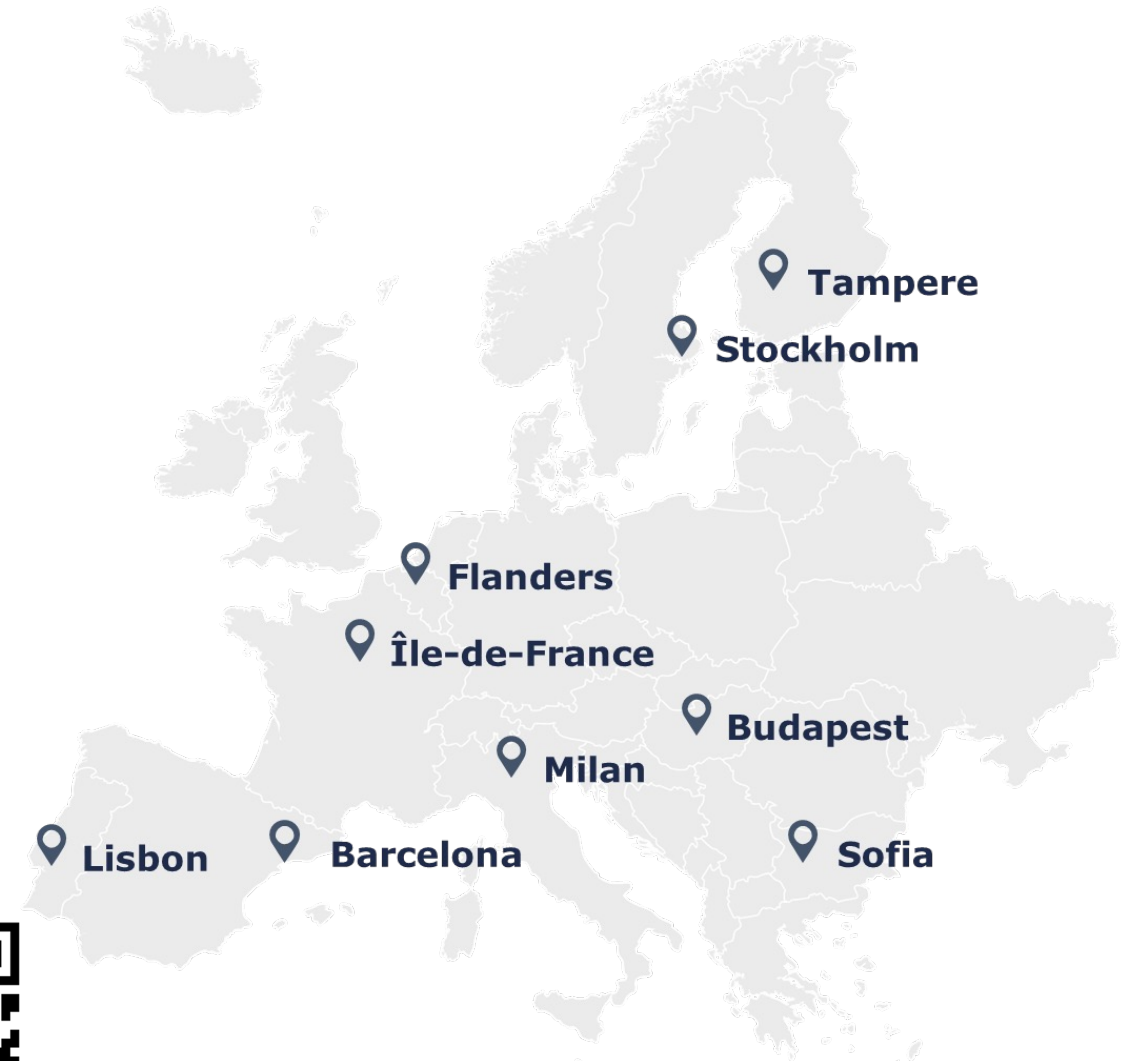 Tampere
Stockholm
Flanders
Île-de-France
Budapest
Milan
Lisbon
Barcelona
Sofia